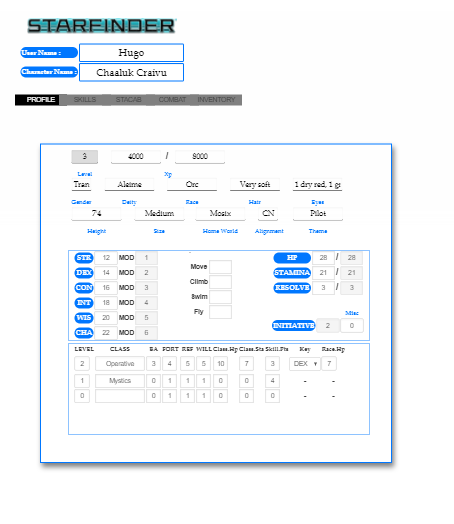 STARFINDER
User Name : Hugo
Character Name : Chaaluk Craivu
PROFILE SKILLS STACAB COMBAT INVENTORY
3 4000 / 8000
Level Xp
Tran Aleime Orc Very soft 1 dry red, 1 gr
Gender Deity Race Hair Eyes
74 Medium Mosix CN Pilot
Height Size Home World Alignment Theme
STR 12 MOD 1 HP 28 / 28
Move
DEX 14 MOD 2 STAMINA 21 / 21
Climb
CON 16 MOD 3 RESOLVE 3 / 3
Swim
INT 18 MOD 4
Fly
WIS 20 MOD 5 Misc
CHA 22 MOD 6 INITIATIVE 2 0
LEVEL CLASS BA FORT REF WILL Class.Hp Class.Sta Skill.Pts Key Race.Hp
2 Operative 3 4 5 5 10 7 3 DEX 7
1 Mystics 0 1 1 1 0 0 4 - -
0 0 1 1 1 0 0 0 - -